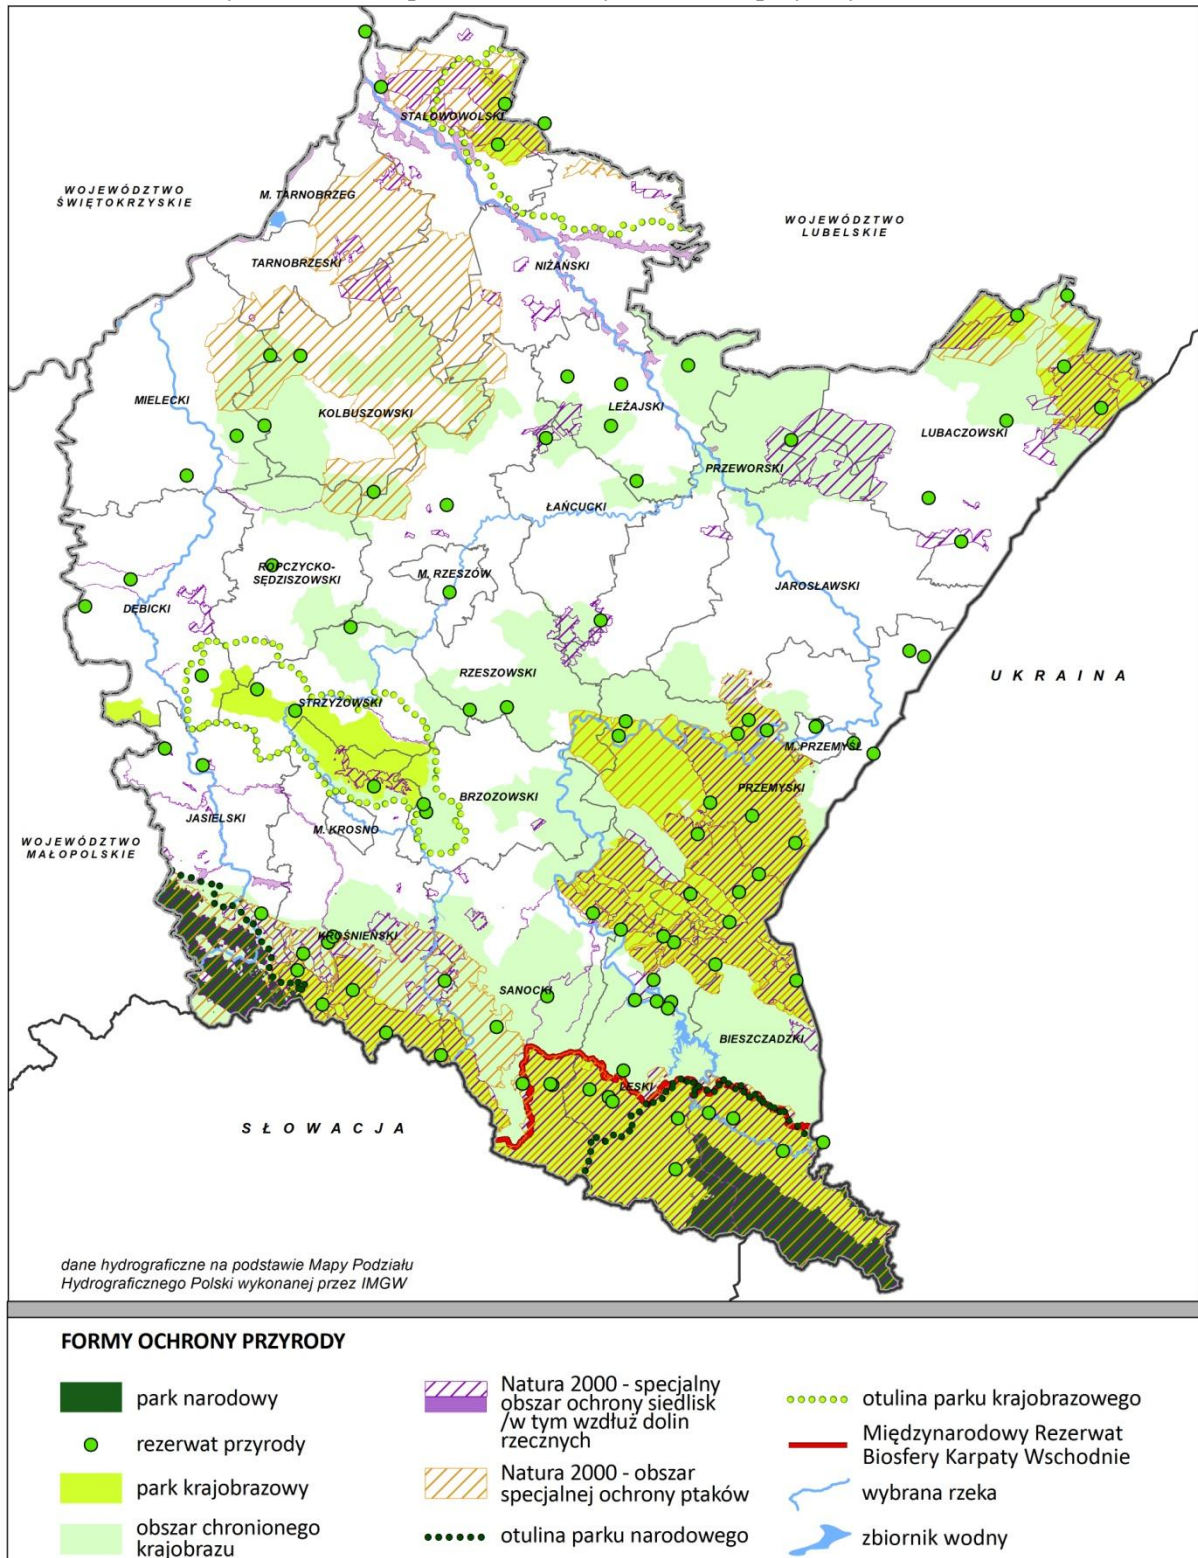 STALOWOWOLSKI
WOJEWÓDZTWO
ŚWIĘTOKRZYSKIE
M. TARNOBRZEG
WOJEWÓDZTWO
LUBELSKIE
TARNOBRZESKI
NIŻAŃSKI
MIELECKI
KOLBUSZOWSKI
LEŻAJSKI
LUBACZOWSKI
PRZEWORSKI
ŁAŃCUCKI
ROPCZYCKO-
SĘDZISZOWSKI
M. RZESZÓW
DĘBICKI
JAROSŁAWSKI
RZESZOWSKI
UKRAINA
STRZYŻOWSKI
M. PRZEMYŚL
PRZEMYSKI
BRZOZOWSKI
JASIELSKI
M. KROSNO
WOJEWÓDZTWO
MAŁOPOLSKIE
KROŚNIEŃSKI
SANOCKI
BIESZCZADZKI
LESKI
SŁOWACJA
dane hydrograficzne na podstawie Mapy Podziału
Hydrograficznego Polski wykonanej przez IMGW
FORMY OCHRONY PRZYRODY
park narodowy
rezerwat przyrody
park krajobrazowy
obszar chronionego
krajobrazu
Natura 2000 - specjalny
obszar ochrony siedlisk
/w tym wzdłuż dolin
rzecznych
Natura 2000 - obszar
specjalnej ochrony ptaków
otulina parku narodowego
otulina parku krajobrazowego
Międzynarodowy Rezerwat
Biosfery Karpaty Wschodnie
wybrana rzeka
zbiornik wodny